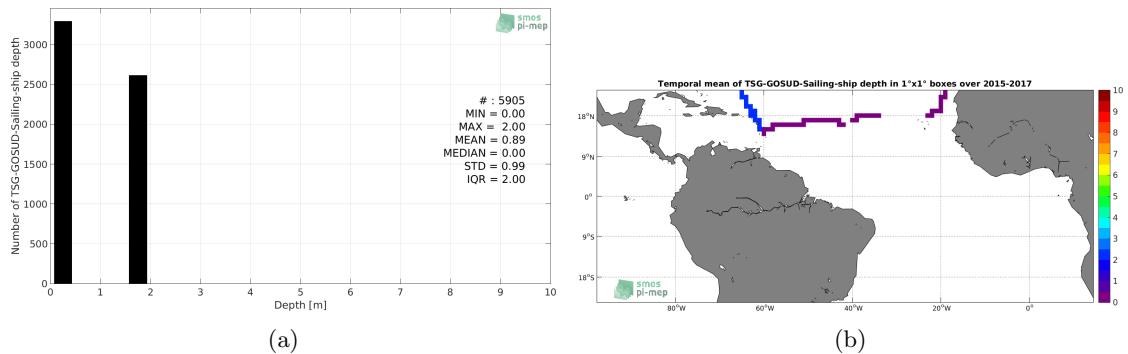 smos
pi-mep
3000
2500
2000
1500
1000
500
0
Number of TSG-GOSUD-Sailing-ship depth
# : 5905
MIN = 0.00
MAX = 2.00
MEAN = 0.89
MEDIAN = 0.00
STD = 0.99
IQR = 2.00
0 1 2 3 4 5 6 7 8 9 10
Depth [m]
(a)
Temporal mean of TSG-GOSUD-Sailing-ship depth in 1°x1° boxes over 2015-2017
18°N
9°N
0°
9°S
18°S
80°W 60°W 40°W 20°W 0°
smos
pi-mep
10
9
8
7
6
5
4
3
2
1
0
(b)